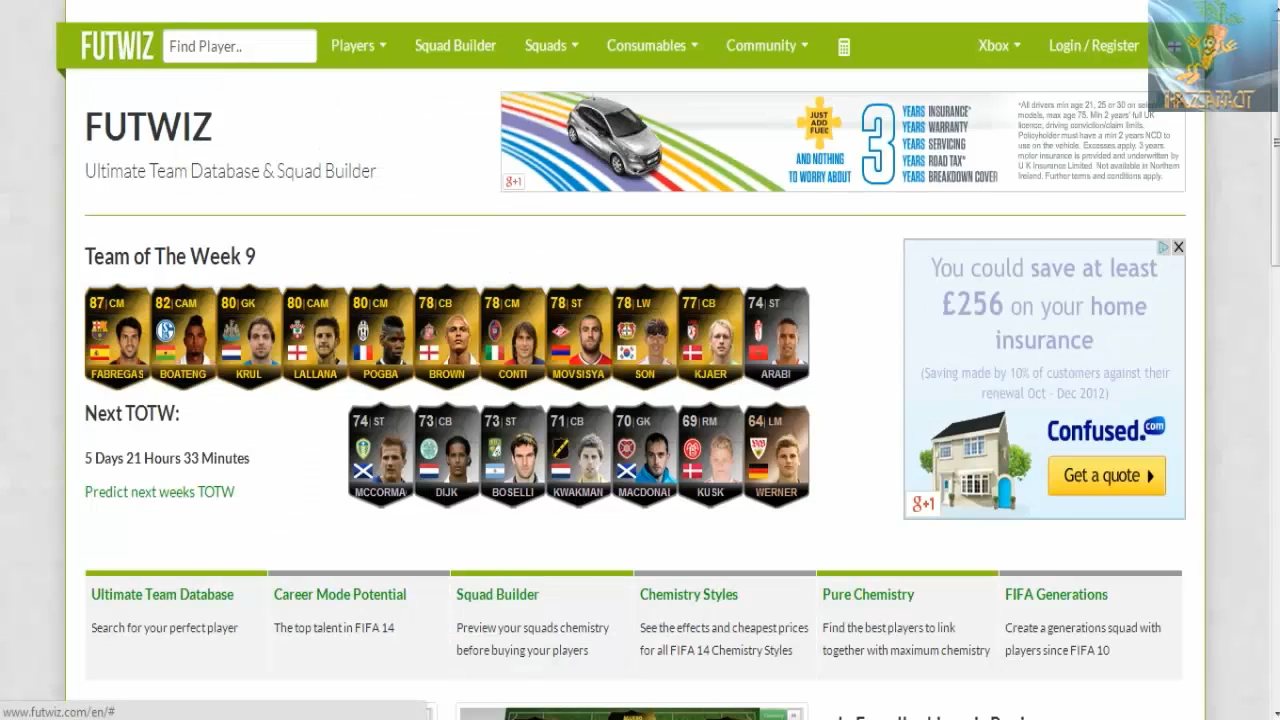 FUTWIZ
Find Player..
Players
Squad Builder
Squads
Consumables
Community
Xbox
Login / Register
FUTWIZ
Ultimate Team Database & Squad Builder
JUST
ADD
FUEL
AND NOTHING
TO WORRY ABOUT
3
YEARS INSURANCE*
YEARS WARRANTY
YEARS SERVICING
YEARS ROAD TAX*
YEARS BREAKDOWN COVER
*All drivers min age 21, 25 or 30 on select
models, max age 75. Min 2 years' full UK
licence, driving conviction/claim limits.
Policyholder must have a min 2 years NCD to
use on the vehicle. Excesses apply. 3 years
motor insurance is provided and underwritten by
U K Insurance Limited. Not available in Northern
Ireland. Further terms and conditions apply.
g+1
Team of The Week 9
87 CM
82 CAM
80 GK
80 CAM
80 CM
78 CB
78 CM
78 ST
78 LW
77 CB
74 ST
FABREGAS
BOATENG
KRUL
LALLANA
POGBA
BROWN
CONTI
MOVSISYA
SON
KJAER
ARABI
Next TOTW:
5 Days 21 Hours 33 Minutes
Predict next weeks TOTW
74 ST
73 CB
73 ST
71 CB
70 GK
69 RM
64 LM
MCCORMA
DIJK
BOSELLI
KWAKMAN
MACDONAL
KUSK
WERNER
You could save at least
£256 on your home
insurance
(Saving made by 10% of customers against their
renewal Oct - Dec 2012)
Confused.com
Get a quote
g+1
Ultimate Team Database
Search for your perfect player
Career Mode Potential
The top talent in FIFA 14
Squad Builder
Preview your squads chemistry
before buying your players
Chemistry Styles
See the effects and cheapest prices
for all FIFA 14 Chemistry Styles
Pure Chemistry
Find the best players to link
together with maximum chemistry
FIFA Generations
Create a generations squad with
players since FIFA 10
www.futwiz.com/en/#